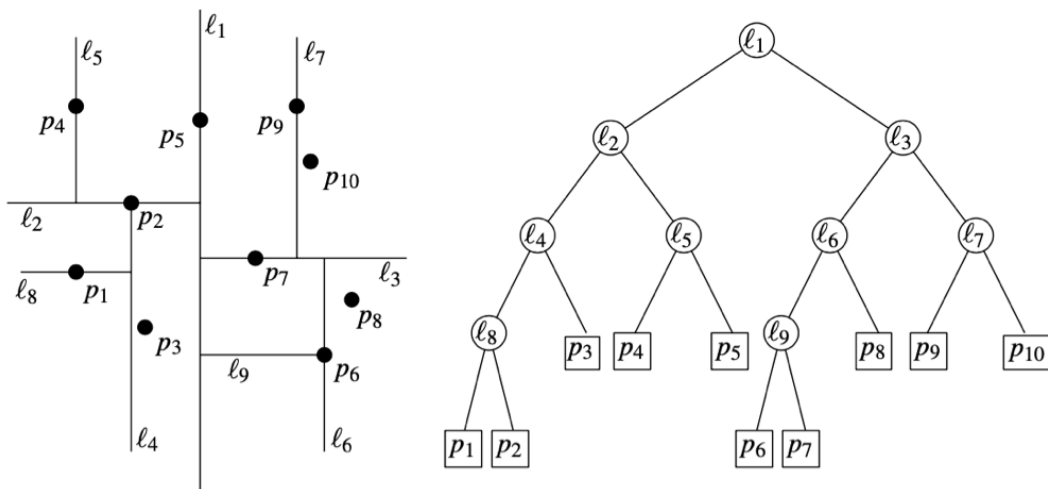 ℓ1
ℓ5
ℓ7
p4
p5
p9
p10
ℓ2
p2
p7
ℓ3
ℓ8
p1
p8
p3
ℓ9
p6
ℓ4
ℓ6
ℓ1
ℓ2 ℓ3
ℓ4 ℓ5 ℓ6 ℓ7
ℓ8 p3 p4 p5 ℓ9 p8 p9 p10
p1 p2 p6 p7